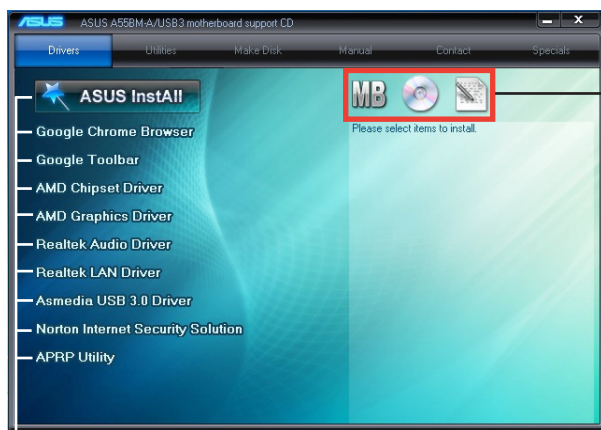 ASUS ASUS A55BM-A/USB3 motherboard support CD
Drivers Utilities Make Disk Manual Contact Specials
ASUS InstAll MB
Please select items to install.
Google Chrome Browser
Google Toolbar
AMD Chipset Driver
AMD Graphics Driver
Realtek Audio Driver
Realtek LAN Driver
Asmedia USB 3.0 Driver
Norton Internet Security Solution
APRP Utility